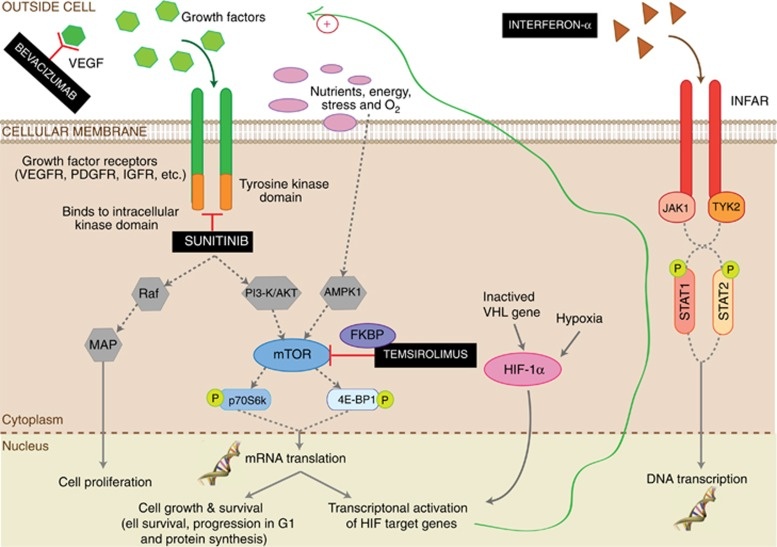 OUTSIDE CELL
Growth factors
INTERFERON-α
BEVACIZUMAB
VEGF
+
Nutrients, energy,
stress and O2
INFAR
CELLULAR MEMBRANE
Growth factor receptors
(VEGFR, PDGFR, IGFR, etc.)
Tyrosine kinase
domain
Binds to intracellular
kinase domain
SUNITINIB
JAK1
TYK2
P
P
STAT1
STAT2
Raf
PI3-K/AKT
AMPK1
Inactived
VHL gene
Hypoxia
MAP
FKBP
mTOR
TEMSIROLIMUS
HIF-1α
P
p70S6k
4E-BP1
P
Cytoplasm
Nucleus
mRNA translation
Cell proliferation
DNA transcription
Cell growth & survival
(ell survival, progression in G1
and protein synthesis)
Transcriptonal activation
of HIF target genes